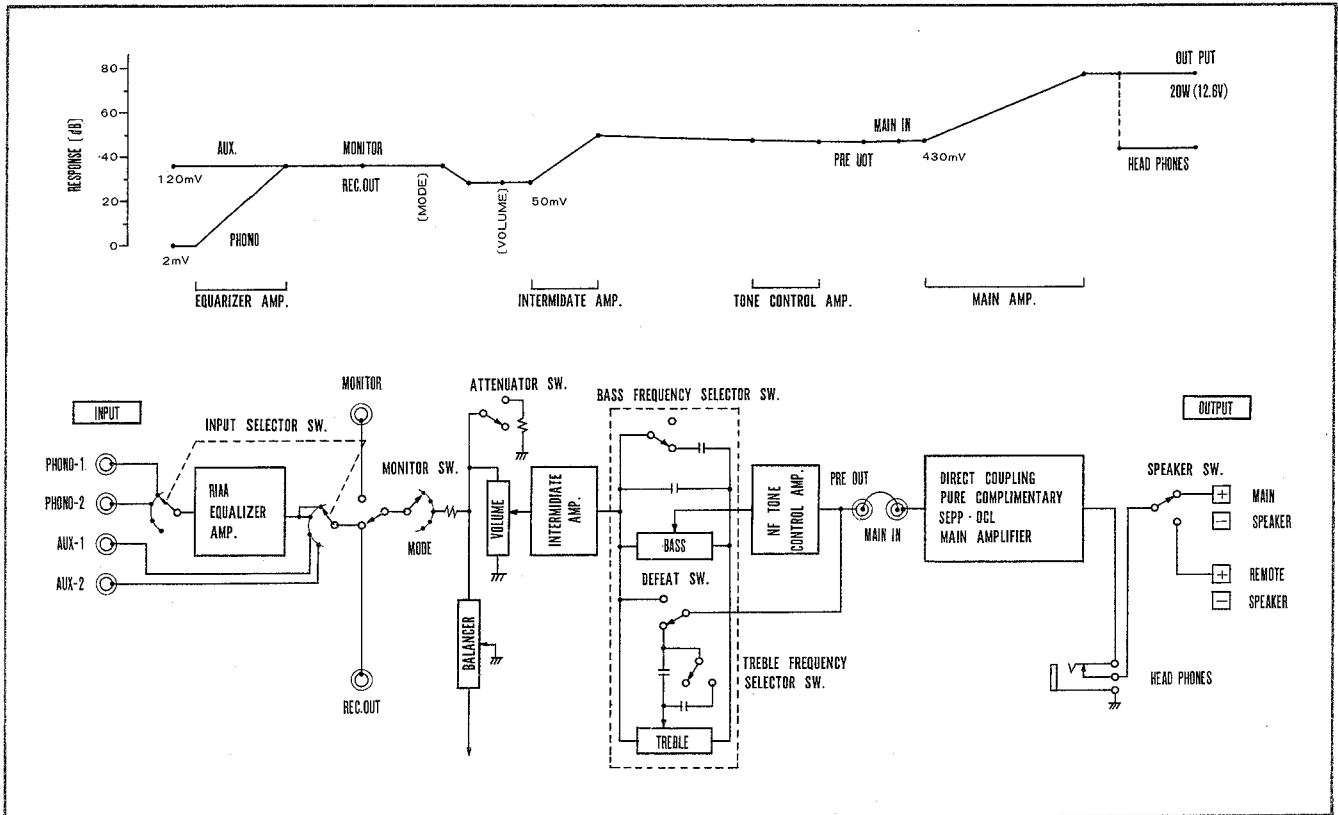 80
60
40
20
0
RESPONSE (dB)
AUX.
120mV
MONITOR
REC.OUT
(MODE)
(VOLUME)
50mV
PHONO
2mV
MAIN IN
PRE UOT
430mV
OUT PUT
20W (12.6V)
HEAD PHONES
EQUARIZER AMP.
INTERMIDATE AMP.
TONE CONTROL AMP.
MAIN AMP.
INPUT
PHONO-1
PHONO-2
AUX-1
AUX-2
INPUT SELECTOR SW.
RIAA
EQUALIZER
AMP.
MONITOR
MONITOR SW.
MODE
REC.OUT
ATTENUATOR SW.
VOLUME
BALANCER
INTERMIDIATE
AMP.
BASS FREQUENCY SELECTOR SW.
BASS
DEFEAT SW.
TREBLE FREQUENCY
SELECTOR SW.
TREBLE
NF TONE
CONTROL AMP.
PRE OUT
MAIN IN
DIRECT COUPLING
PURE COMPLIMENTARY
SEPP · OCL
MAIN AMPLIFIER
OUTPUT
SPEAKER SW.
+ MAIN
− SPEAKER
+ REMOTE
− SPEAKER
HEAD PHONES